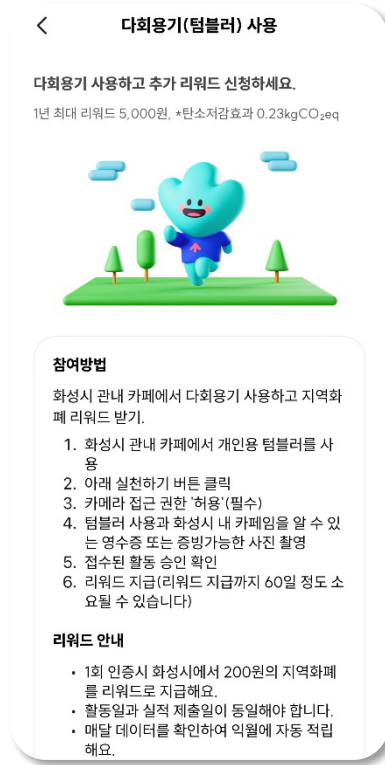 다회용기(텀블러) 사용
다회용기 사용하고 추가 리워드 신청하세요.
1년 최대 리워드 5,000원, *탄소저감효과 0.23kgCO₂eq
참여방법
화성시 관내 카페에서 다회용기 사용하고 지역화
폐 리워드 받기.
1. 화성시 관내 카페에서 개인용 텀블러를 사
용
2. 아래 실천하기 버튼 클릭
3. 카메라 접근 권한 '허용'(필수)
4. 텀블러 사용과 화성시 내 카페임을 알 수 있
는 영수증 또는 증빙가능한 사진 촬영
5. 접수된 활동 승인 확인
6. 리워드 지급(리워드 지급까지 60일 정도 소
요될 수 있습니다)
리워드 안내
• 1회 인증시 화성시에서 200원의 지역화폐
를 리워드로 지급해요.
• 활동일과 실적 제출일이 동일해야 합니다.
• 매달 데이터를 확인하여 익월에 자동 적립
해요.